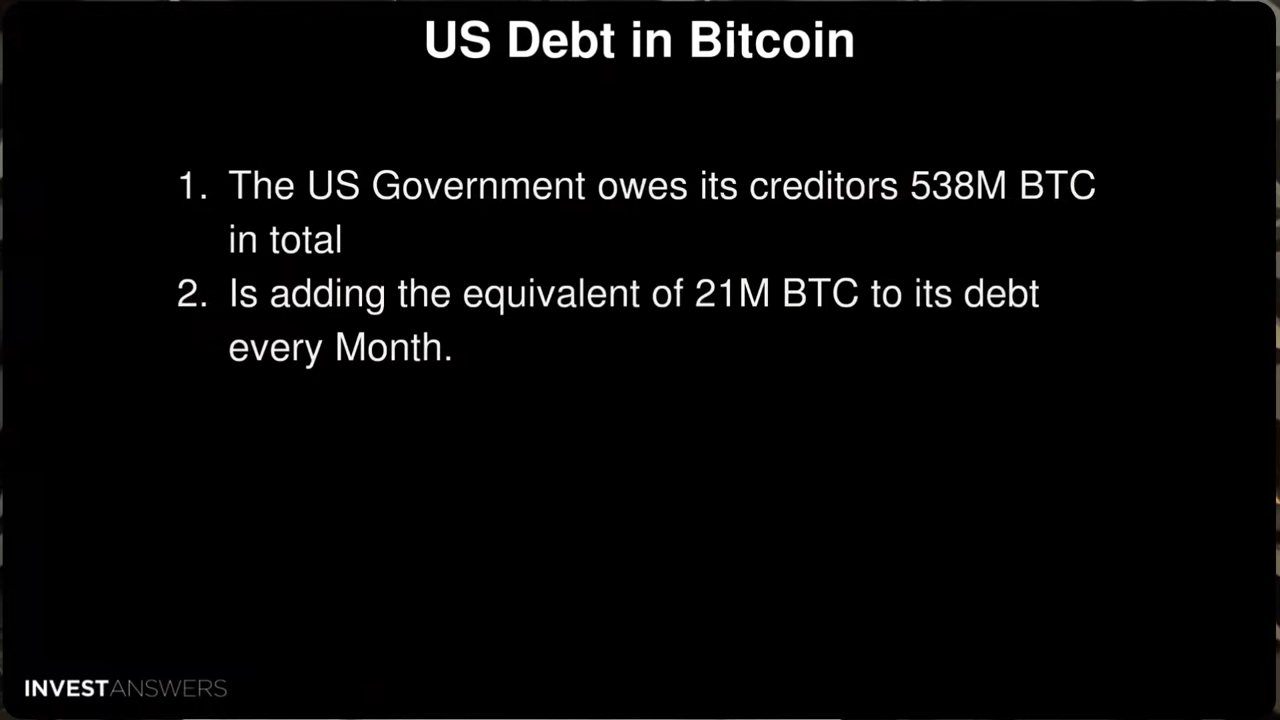 US Debt in Bitcoin
1. The US Government owes its creditors 538M BTC
in total
2. Is adding the equivalent of 21M BTC to its debt
every Month.
INVESTANSWERS